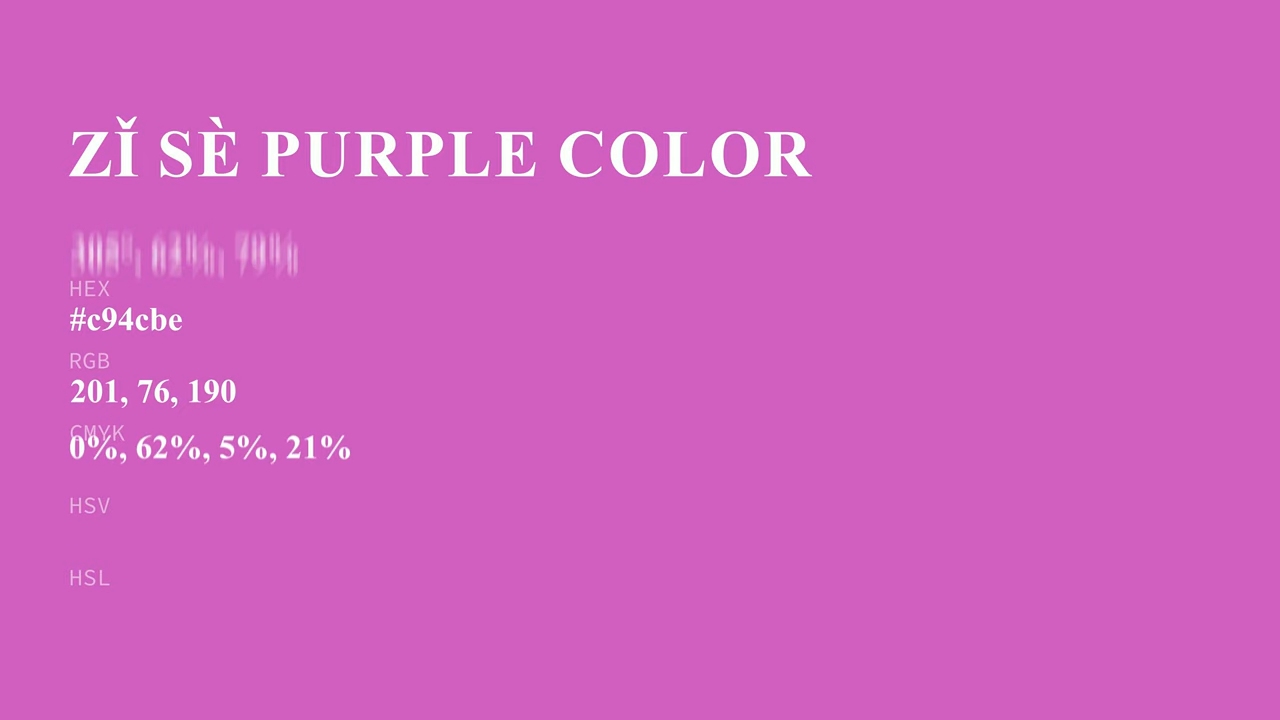 ZǏ SÈ PURPLE COLOR
HEX
#c94cbe
RGB
201, 76, 190
CMYK
0%, 62%, 5%, 21%
HSV
HSL